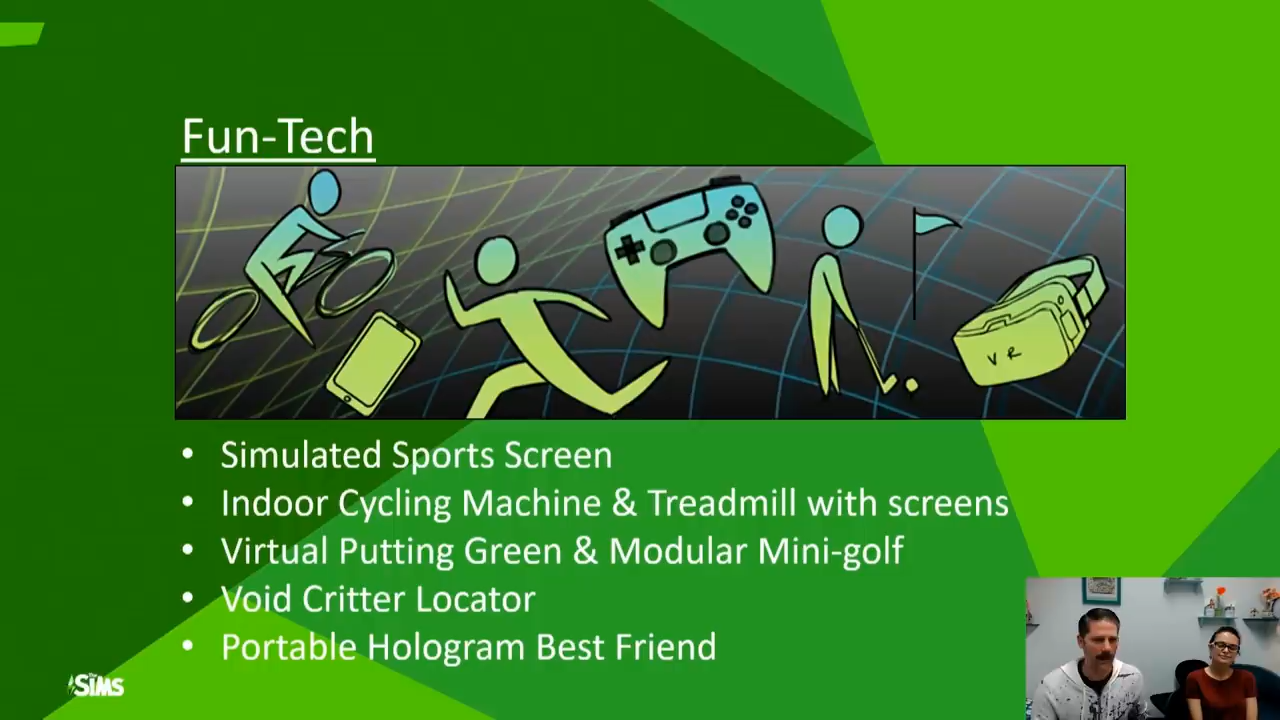 Fun-Tech
VR
• Simulated Sports Screen
• Indoor Cycling Machine & Treadmill with screens
• Virtual Putting Green & Modular Mini-golf
• Void Critter Locator
• Portable Hologram Best Friend
The SiMS